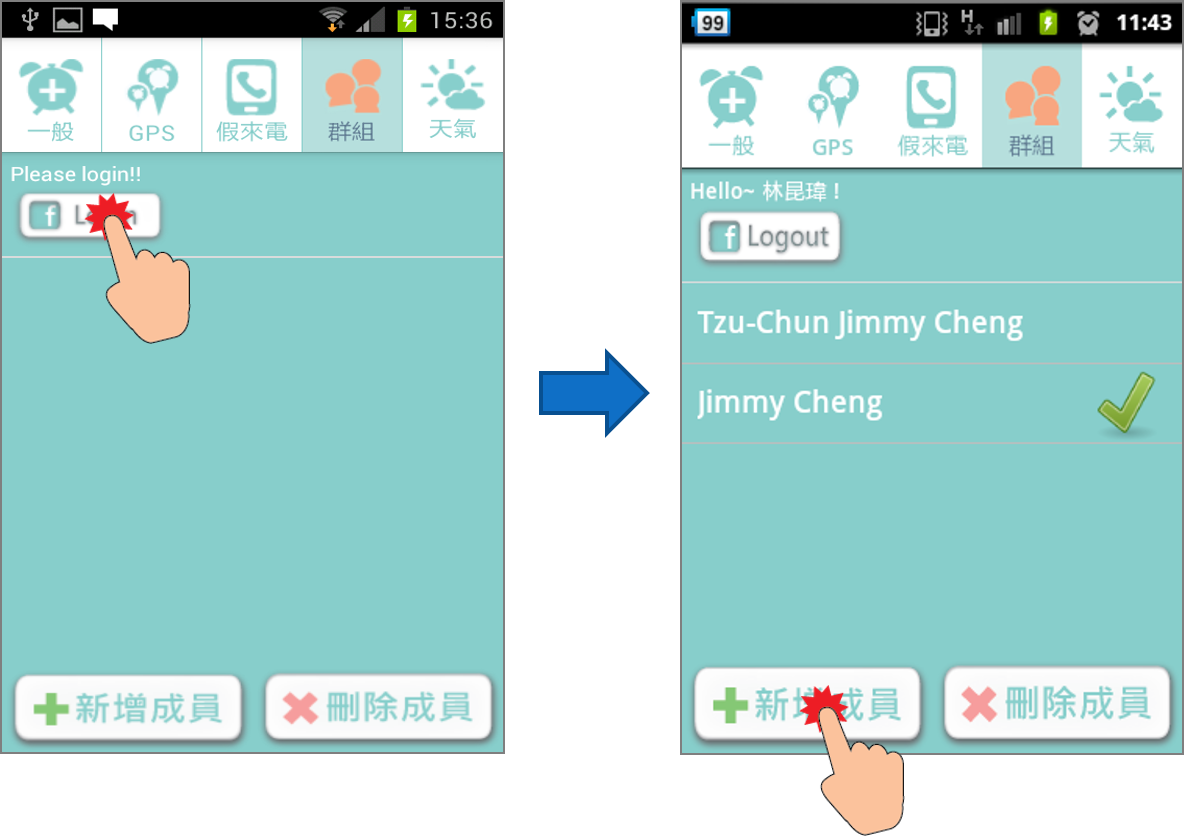 15:36
一般
GPS
假來電
群組
天氣
Please login!!
f
新增成員
刪除成員
99
H
11:43
一般
GPS
假來電
群組
天氣
Hello~ 林昆瑋 !
f Logout
Tzu-Chun Jimmy Cheng
Jimmy Cheng
新增成員
刪除成員